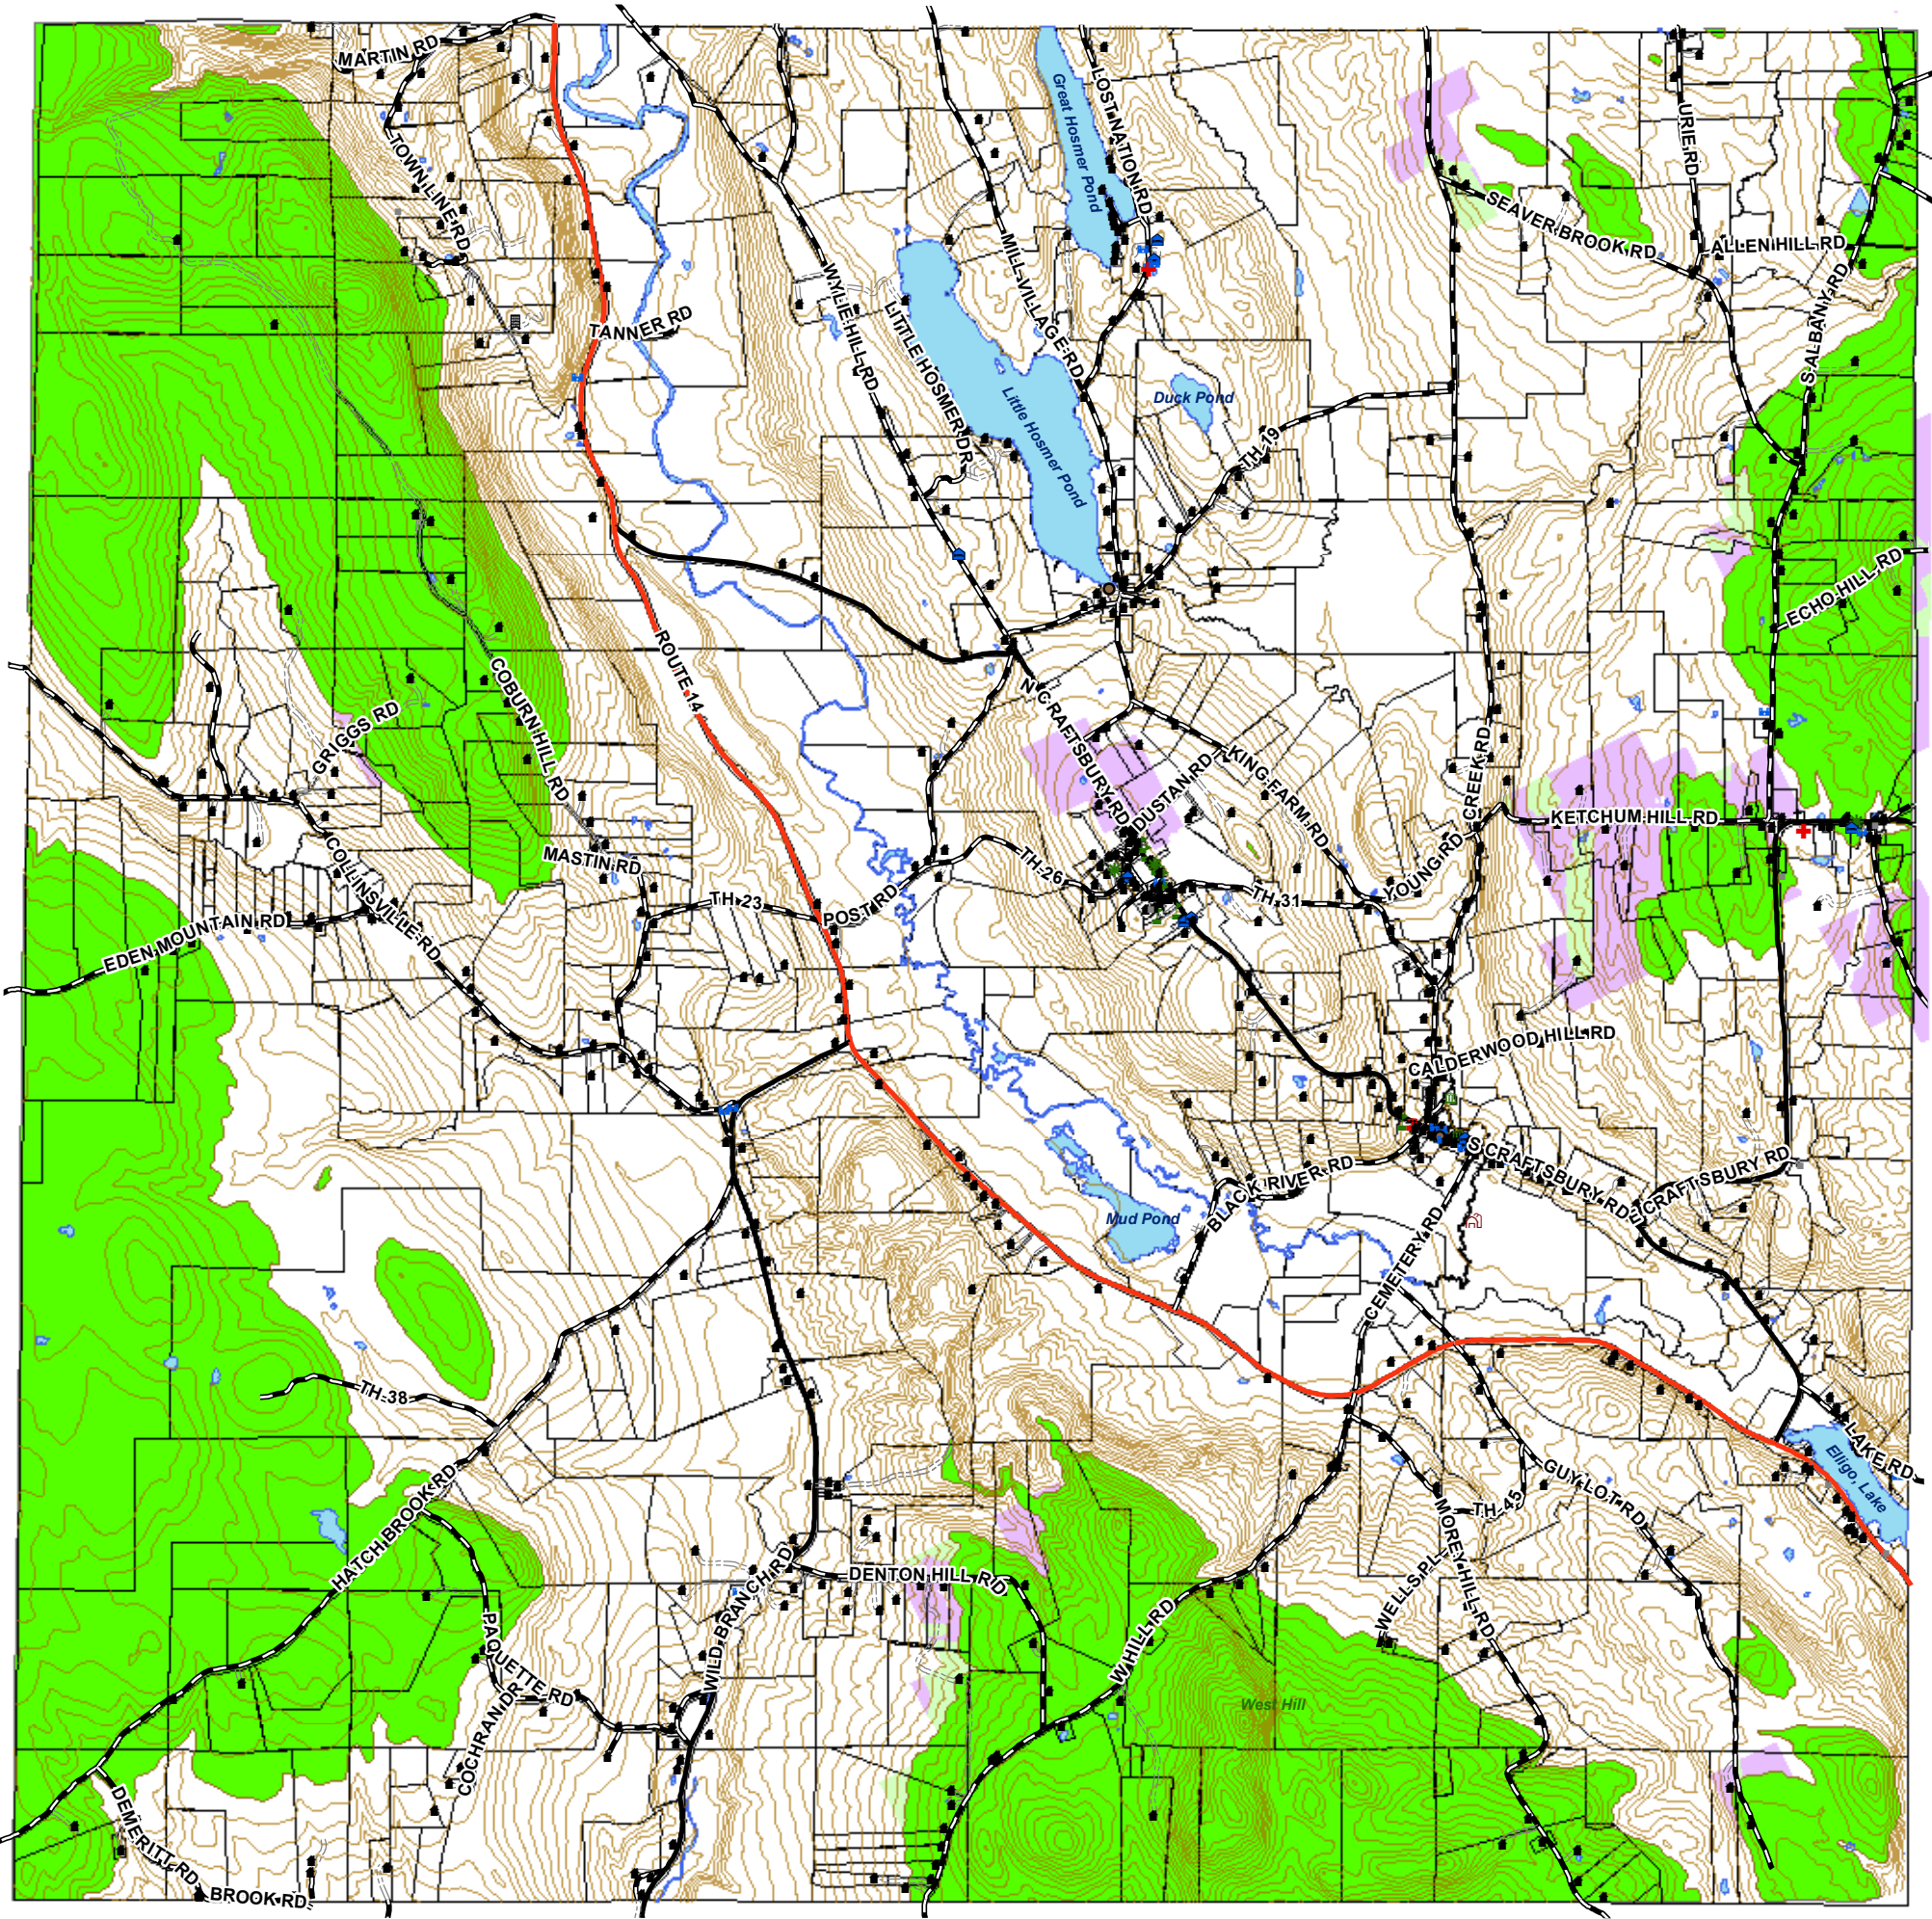 MARTIN RD
TOWN LINE RD
Great Hosmer Pond
LOST NATION RD
URIE RD
SEAVER BROOK RD
ALLEN HILL RD
S ALBANY RD
TANNER RD
WYLIE HILL RD
LITTLE HOSMER DR
MILL VILLAGE RD
Little Hosmer Pond
Duck Pond
TH 19
ECHO HILL RD
ROUTE 14
COBURN HILL RD
GRIGGS RD
N CRAFTSBURY RD
DUSTAN RD
KING FARM RD
CREEK RD
YOUNG RD
KETCHUM HILL RD
MASTIN RD
TH 23
POST RD
TH 26
TH 31
EDEN MOUNTAIN RD
COLLINSVILLE RD
CALDERWOOD HILL RD
S CRAFTSBURY RD
E CRAFTSBURY RD
BLACK RIVER RD
Mud Pond
CEMETERY RD
TH 38
LAKE RD
Elligo, Lake
HATCH BROOK RD
GUY LOT RD
TH 45
MOREY HILL RD
WELLS PL
DENTON HILL RD
WILD BRANCH RD
W HILL RD
West Hill
PAQUETTE RD
COCHRAN DR
DEMERITT RD
BROOK RD